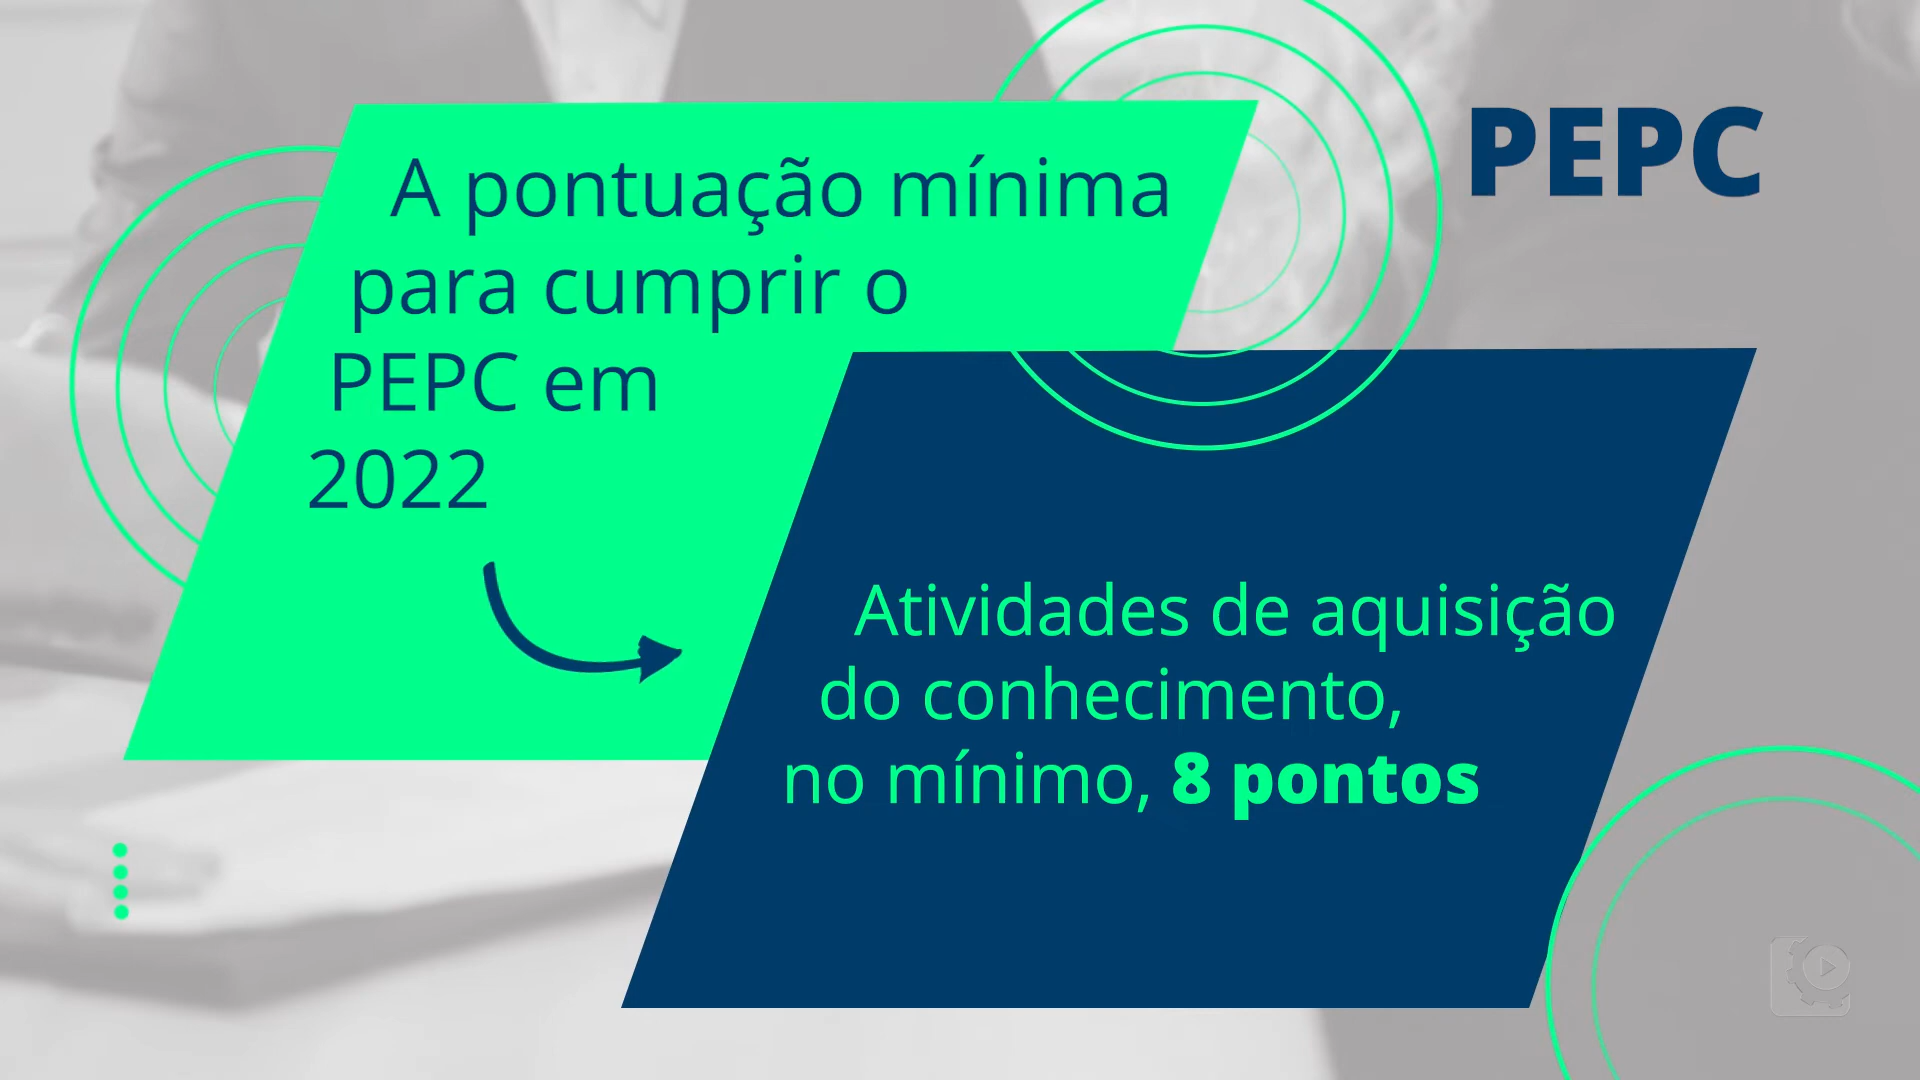 PEPC
A pontuação mínima
para cumprir o
PEPC em
2022
Atividades de aquisição
do conhecimento,
no mínimo, 8 pontos